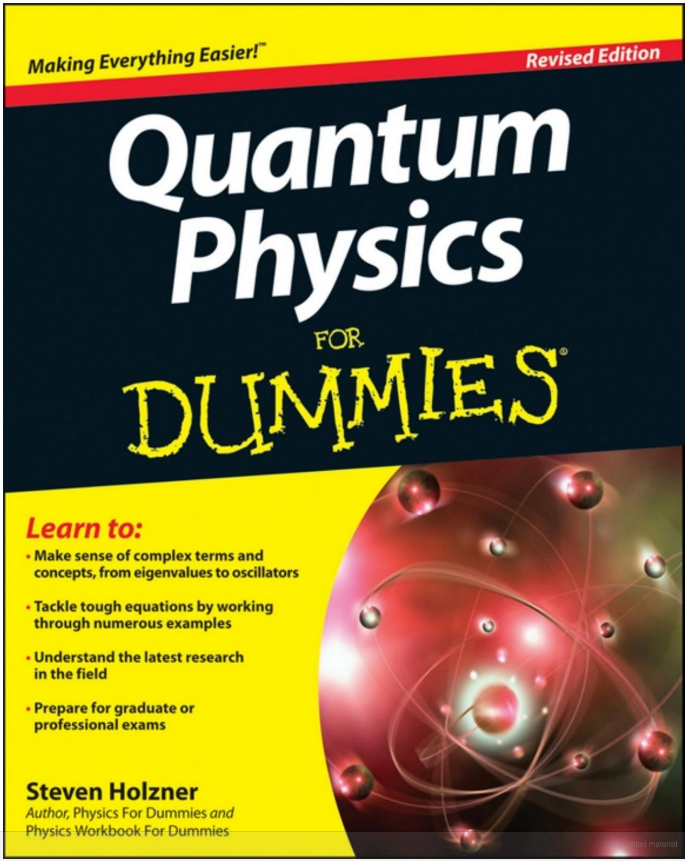 Making Everything Easier!™
Revised Edition
Quantum
Physics
FOR
DUMMIES®
Learn to:
• Make sense of complex terms and
concepts, from eigenvalues to oscillators
• Tackle tough equations by working
through numerous examples
• Understand the latest research
in the field
• Prepare for graduate or
professional exams
Steven Holzner
Author, Physics For Dummies and
Physics Workbook For Dummies
Copyrighted material